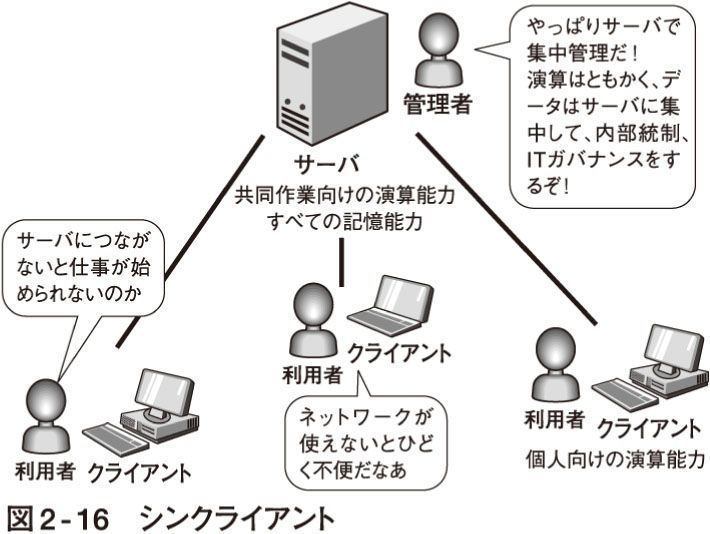 やっぱりサーバで
集中管理だ！
演算はともかく、デ
ータはサーバに集
中して、内部統制、
ITガバナンスをす
るぞ！
管理者
サーバ
共同作業向けの演算能力
すべての記憶能力
サーバにつなが
ないと仕事が始
められないのか
利用者
クライアント
利用者
クライアント
ネットワークが
使えないとひど
く不便だなあ
利用者
クライアント
個人向けの演算能力
図2-16 シンクライアント